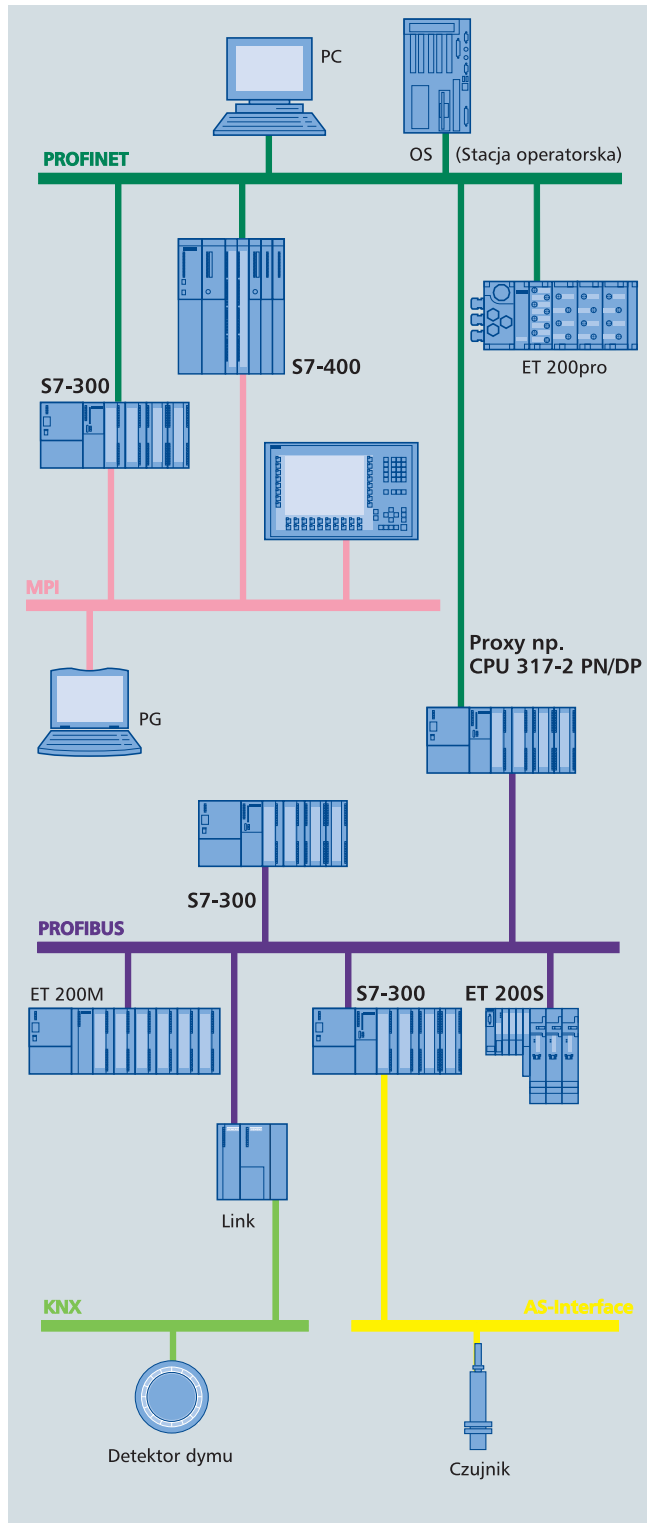 PC
OS (Stacja operatorska)
PROFINET
ET 200pro
S7-400
S7-300
MPI
Proxy np.
CPU 317-2 PN/DP
PG
S7-300
PROFIBUS
ET 200M
S7-300
ET 200S
Link
KNX
AS-Interface
Detektor dymu
Czujnik